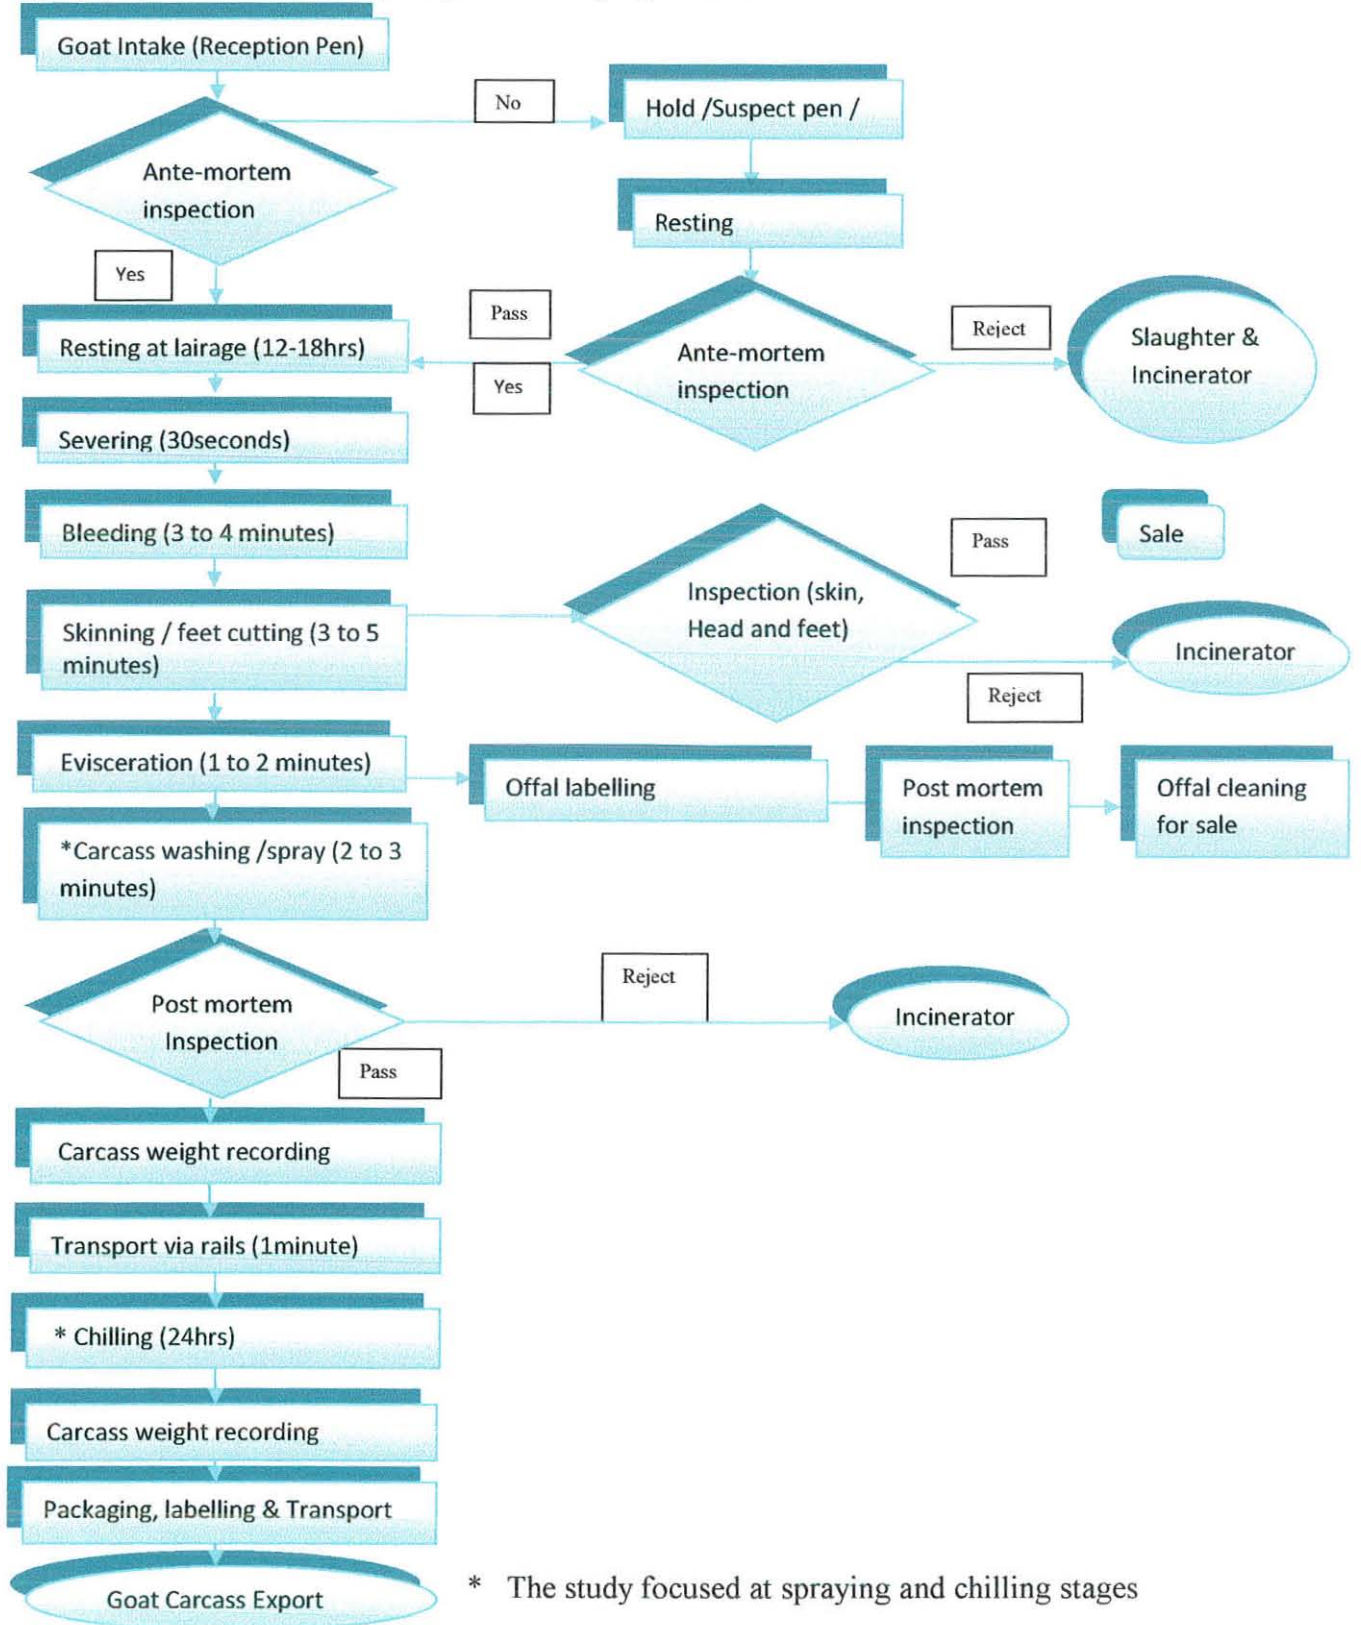 Goat Intake (Reception Pen)
No
Hold /Suspect pen /
Ante-mortem
inspection
Resting
Yes
Pass
Reject
Slaughter &
Incinerator
Resting at lairage (12-18hrs)
Ante-mortem
inspection
Yes
Severing (30seconds)
Bleeding (3 to 4 minutes)
Pass
Sale
Inspection (skin,
Head and feet)
Skinning / feet cutting (3 to 5
minutes)
Incinerator
Reject
Evisceration (1 to 2 minutes)
Offal labelling
Post mortem
inspection
Offal cleaning
for sale
*Carcass washing /spray (2 to 3
minutes)
Post mortem
Inspection
Reject
Incinerator
Pass
Carcass weight recording
Transport via rails (1minute)
* Chilling (24hrs)
Carcass weight recording
Packaging, labelling & Transport
Goat Carcass Export
* The study focused at spraying and chilling stages